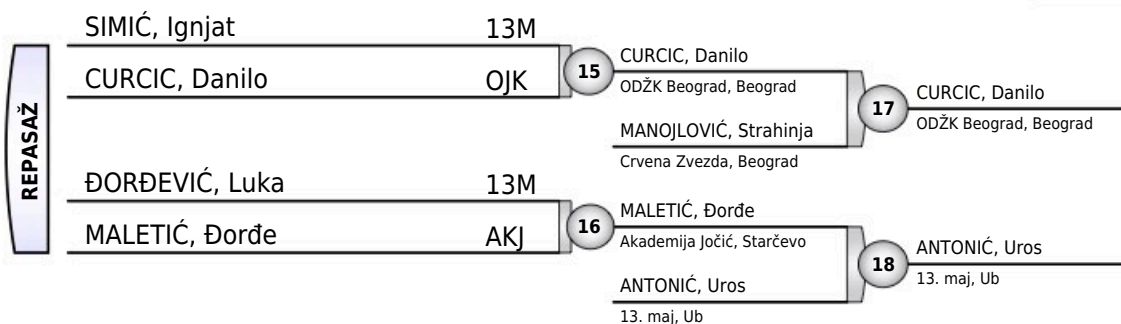 REPASAŽ
SIMIĆ, Ignjat 13M
CURCIC, Danilo OJK
15
CURCIC, Danilo
ODŽK Beograd, Beograd
MANOJLOVIĆ, Strahinja
Crvena Zvezda, Beograd
17
CURCIC, Danilo
ODŽK Beograd, Beograd
ĐORĐEVIĆ, Luka 13M
MALETIĆ, Đorđe AKJ
16
MALETIĆ, Đorđe
Akademija Jočić, Starčevo
ANTONIĆ, Uros
13. maj, Ub
18
ANTONIĆ, Uros
13. maj, Ub